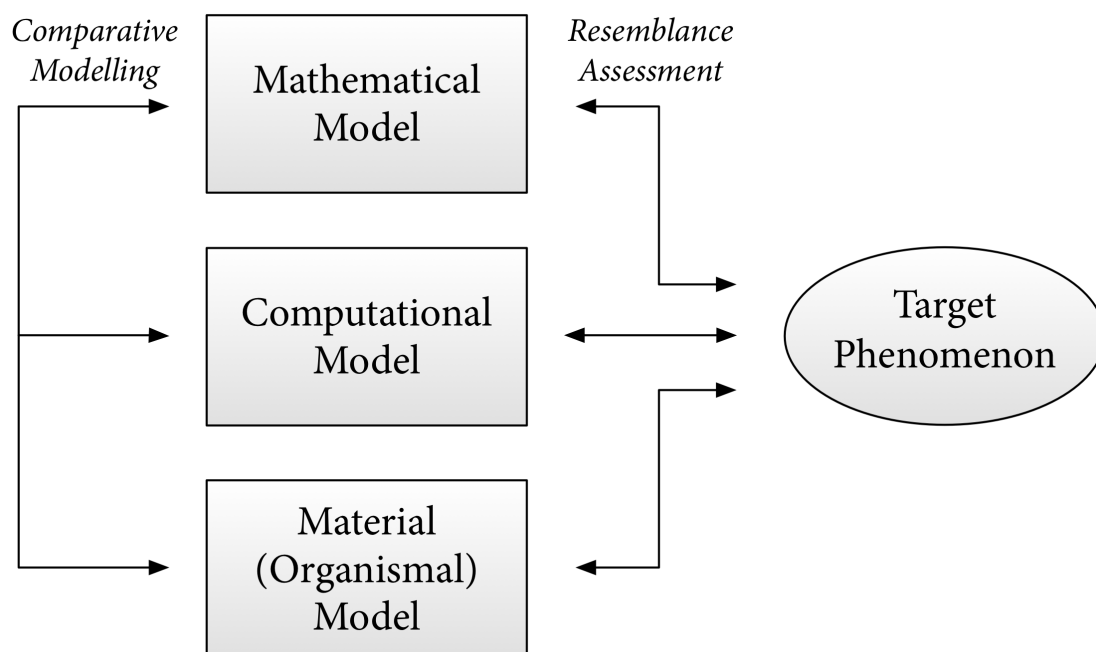 Comparative
Modelling
Mathematical
Model
Resemblance
Assessment
Computational
Model
Target
Phenomenon
Material
(Organismal)
Model